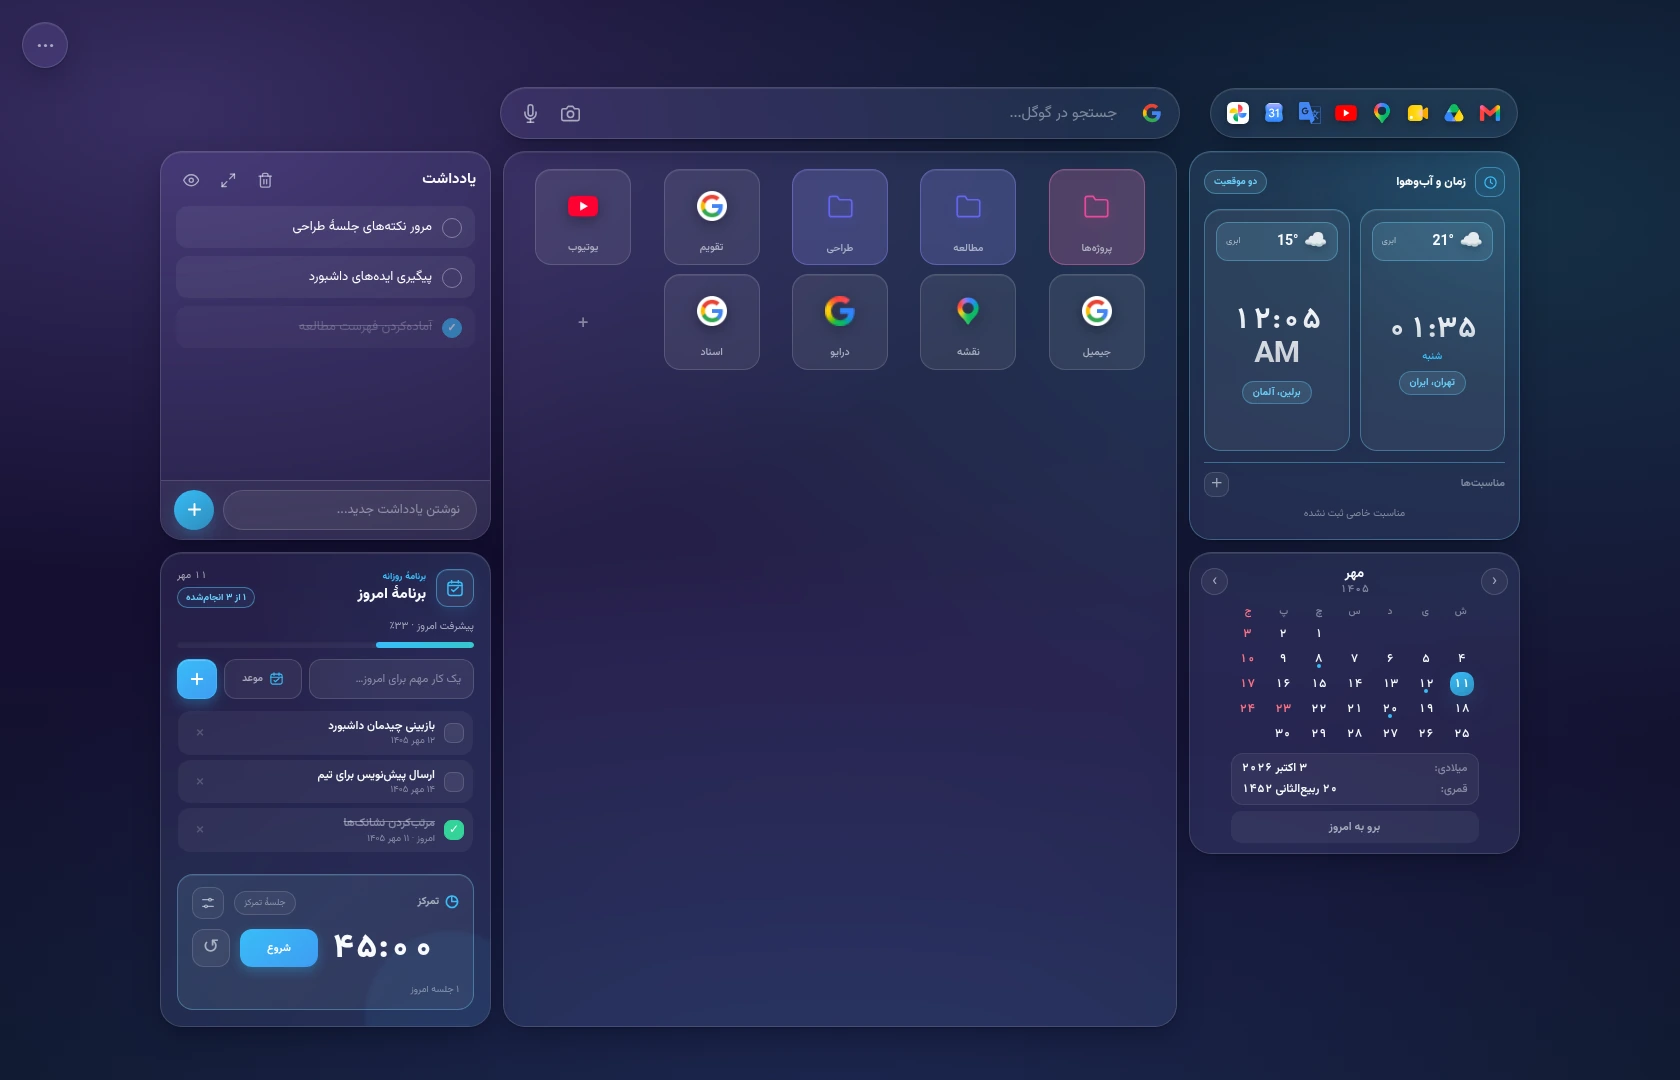 ...
جستجو در گوگل...
31
زمان و آب‌وهوا
دو موقعیت
21°
ابری
۰۱:۳۵
شنبه
تهران، ایران
15°
ابری
۱۲:۰۵
AM
برلین، آلمان
مناسبت‌ها
+
مناسبت خاصی ثبت نشده
مهر
۱۴۰۵
ش ی د س چ پ ج
۱ ۲ ۳
۴ ۵ ۶ ۷ ۸ ۹ ۱۰
۱۱ ۱۲ ۱۳ ۱۴ ۱۵ ۱۶ ۱۷
۱۸ ۱۹ ۲۰ ۲۱ ۲۲ ۲۳ ۲۴
۲۵ ۲۶ ۲۷ ۲۸ ۲۹ ۳۰
میلادی: ۳ اکتبر ۲۰۲۶
قمری: ۲۰ ربیع‌الثانی ۱۴۵۲
برو به امروز
پروژه‌ها
مطالعه
طراحی
تقویم
یوتیوب
جیمیل
نقشه
درایو
اسناد
+
یادداشت
مرور نکته‌های جلسهٔ طراحی
پیگیری ایده‌های داشبورد
آماده‌کردن فهرست مطالعه
نوشتن یادداشت جدید...
+
برنامهٔ روزانه
برنامهٔ امروز
۱۱ مهر
۱ از ۳ انجام‌شده
پیشرفت امروز · ۳۳٪
یک کار مهم برای امروز...
موعد
+
بازبینی چیدمان داشبورد
۱۲ مهر ۱۴۰۵
ارسال پیش‌نویس برای تیم
۱۴ مهر ۱۴۰۵
مرتب‌کردن نشانک‌ها
امروز · ۱۱ مهر ۱۴۰۵
تمرکز
جلسهٔ تمرکز
۴۵:۰۰
شروع
۱ جلسه امروز